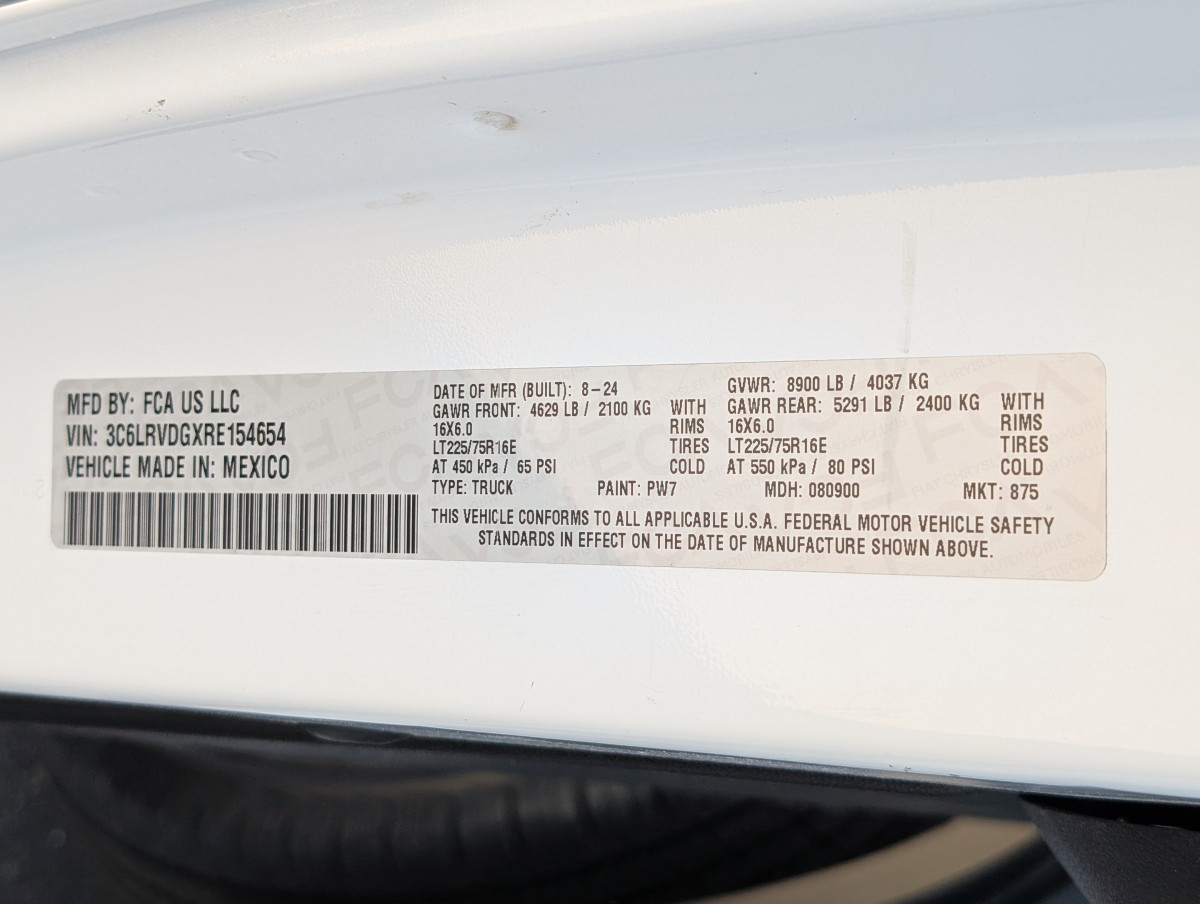 MFD BY: FCA US LLC
VIN: 3C6LRVDGXRE154654
VEHICLE MADE IN: MEXICO
DATE OF MFR (BUILT): 8-24
GAWR FRONT: 4629 LB / 2100 KG WITH
16X6.0 RIMS
LT225/75R16E TIRES
AT 450 kPa / 65 PSI COLD
GVWR: 8900 LB / 4037 KG
GAWR REAR: 5291 LB / 2400 KG WITH
16X6.0 RIMS
LT225/75R16E TIRES
AT 550 kPa / 80 PSI COLD
TYPE: TRUCK PAINT: PW7 MDH: 080900 MKT: 875
THIS VEHICLE CONFORMS TO ALL APPLICABLE U.S.A. FEDERAL MOTOR VEHICLE SAFETY
STANDARDS IN EFFECT ON THE DATE OF MANUFACTURE SHOWN ABOVE.